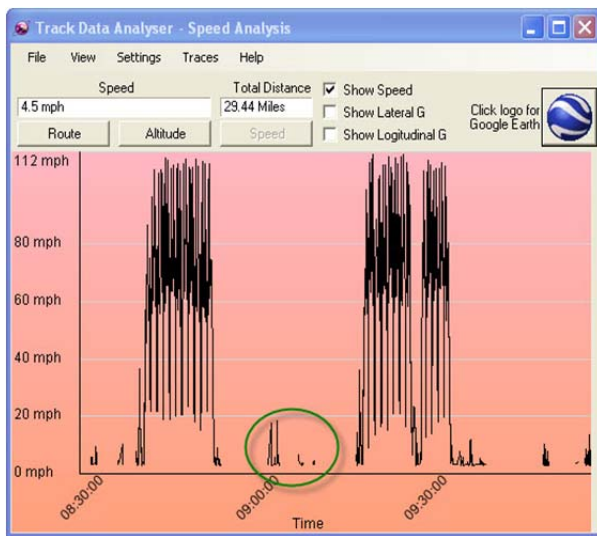 Track Data Analyser - Speed Analysis
File View Settings Traces Help
Speed
Total Distance
4.5 mph
29.44 Miles
Route
Altitude
Speed
Show Speed
Show Lateral G
Show Logitudinal G
Click logo for
Google Earth
112 mph
80 mph
60 mph
40 mph
20 mph
0 mph
08:30:00
09:00:00
09:30:00
Time